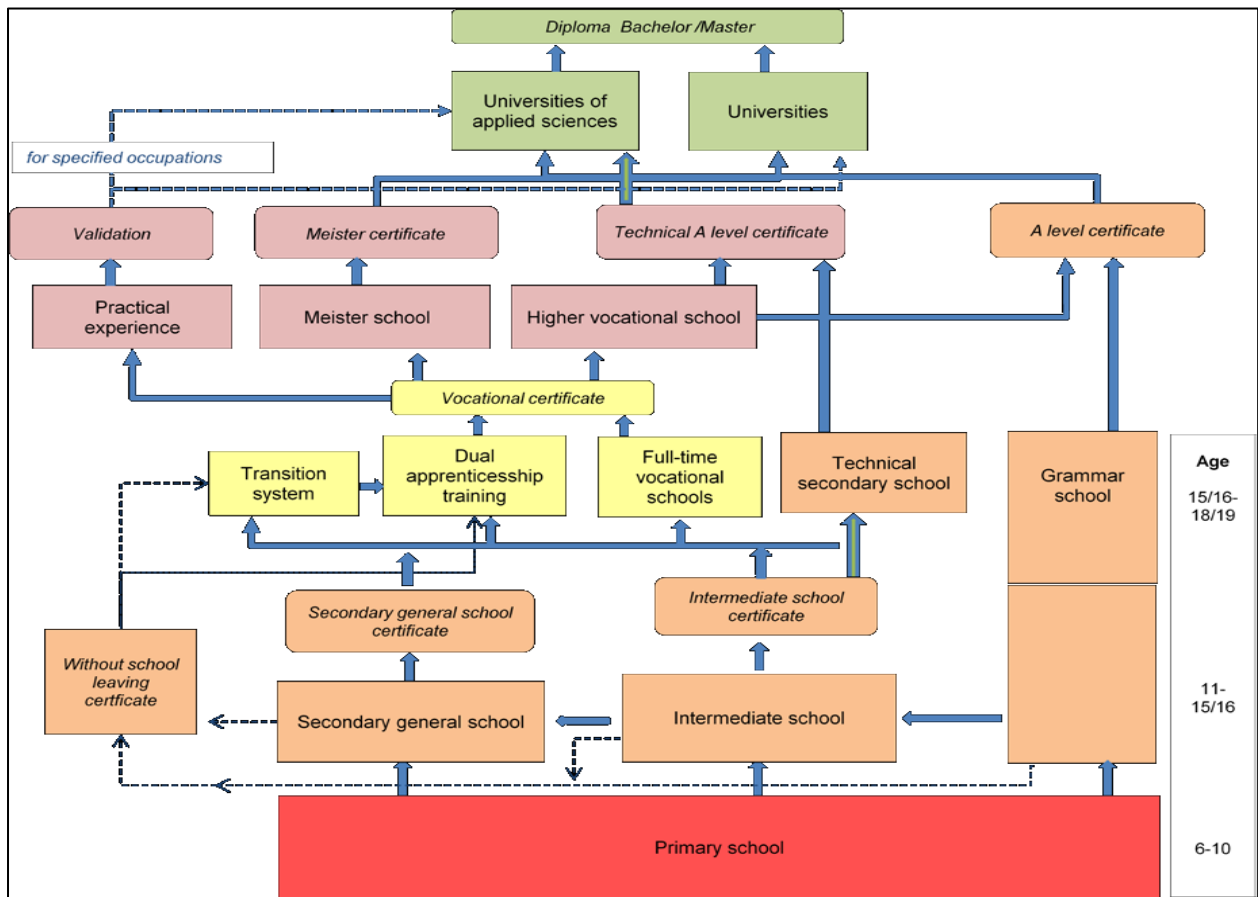 Diploma Bachelor /Master
Universities of
applied sciences
Universities
for specified occupations
Validation
Meister certificate
Technical A level certificate
A level certificate
Practical
experience
Meister school
Higher vocational school
Vocational certificate
Transition
system
Dual
apprenticesship
training
Full-time
vocational
schools
Technical
secondary school
Grammar
school
Age
15/16-
18/19
Secondary general school
certificate
Intermediate school
certificate
Without school
leaving
certficate
Secondary general school
Intermediate school
11-
15/16
Primary school
6-10